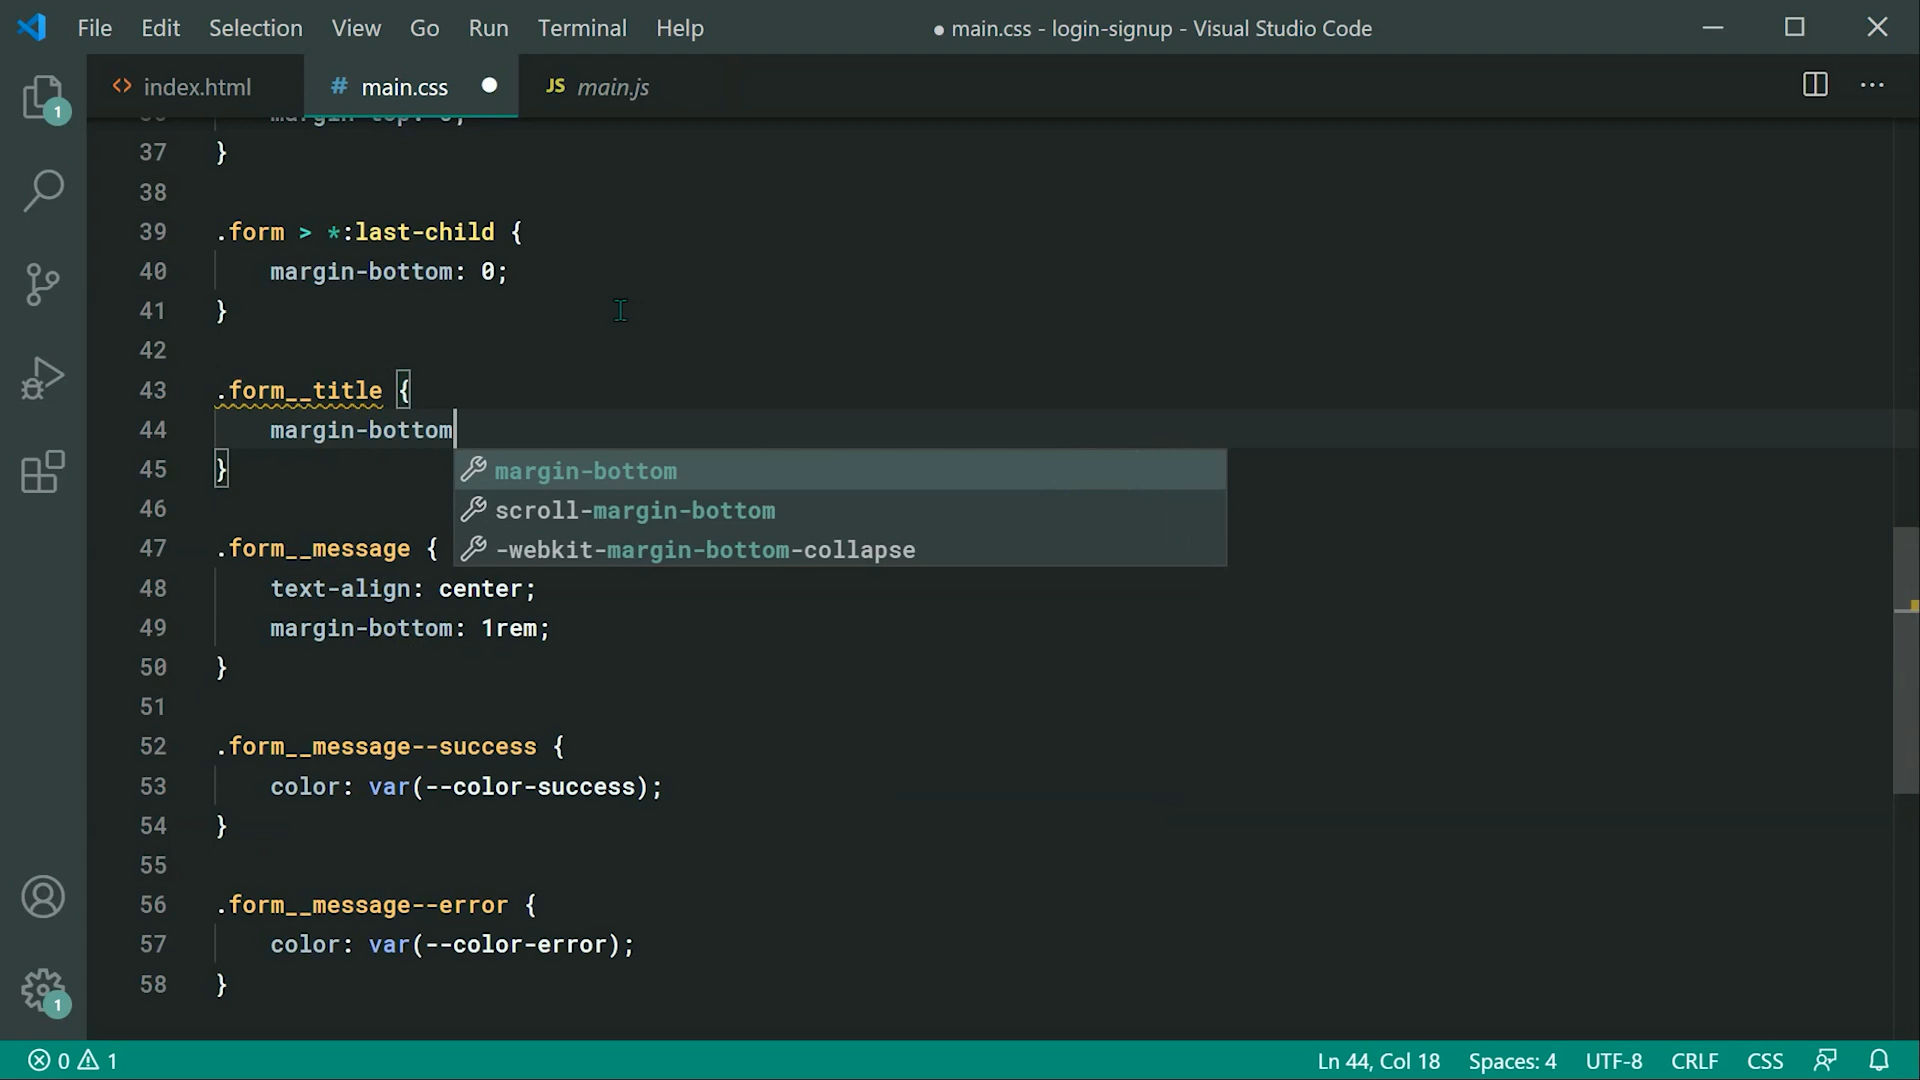 File Edit Selection View Go Run Terminal Help
● main.css - login-signup - Visual Studio Code
<> index.html
# main.css ●
JS main.js
1
37 }
38
39 .form > *:last-child {
40 margin-bottom: 0;
41 }
42
43 .form__title {
44 margin-bottom
45 }
margin-bottom
scroll-margin-bottom
-webkit-margin-bottom-collapse
46
47 .form__message {
48 text-align: center;
49 margin-bottom: 1rem;
50 }
51
52 .form__message--success {
53 color: var(--color-success);
54 }
55
56 .form__message--error {
57 color: var(--color-error);
58 }
1
0 1
Ln 44, Col 18 Spaces: 4 UTF-8 CRLF CSS